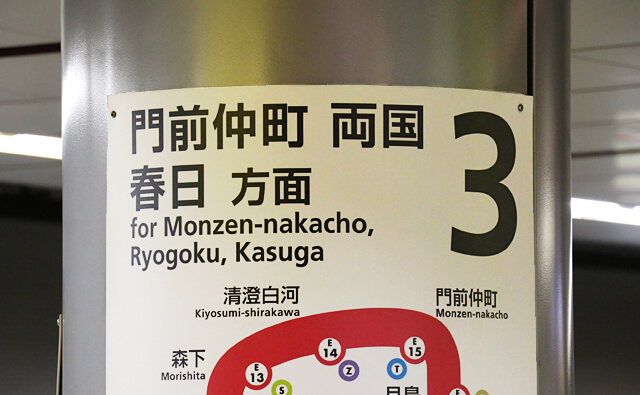 門前仲町 両国
春日 方面
for Monzen-nakacho,
Ryogoku, Kasuga
3
清澄白河
Kiyosumi-shirakawa
門前仲町
Monzen-nakacho
森下
Morishita
E
13
E
14
E
15
S
Z
T
E